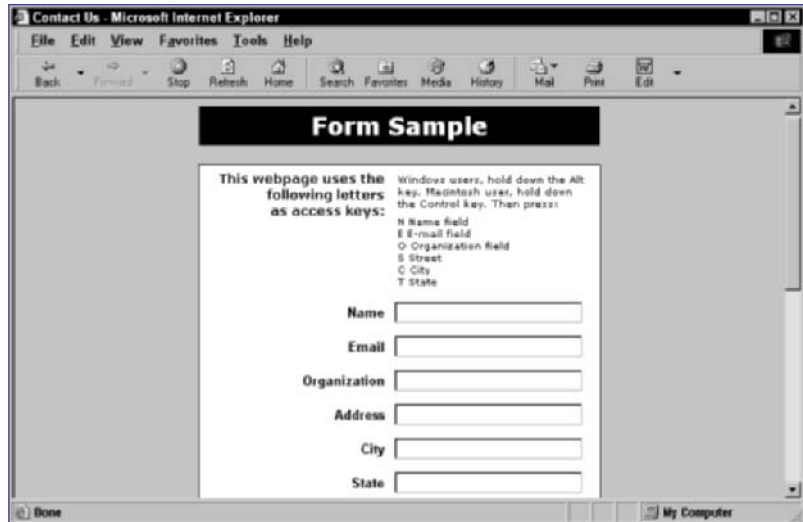 Contact Us - Microsoft Internet Explorer
File Edit View Favorites Tools Help
Back Forward Stop Refresh Home Search Favorites Media History Mail Print Edit
Form Sample
This webpage uses the
following letters
as access keys:
Windows users, hold down the Alt
key. Macintosh user, hold down
the Control key. Then press:
N Name field
E E-mail field
O Organization field
S Street
C City
T State
Name
Email
Organization
Address
City
State
Done My Computer